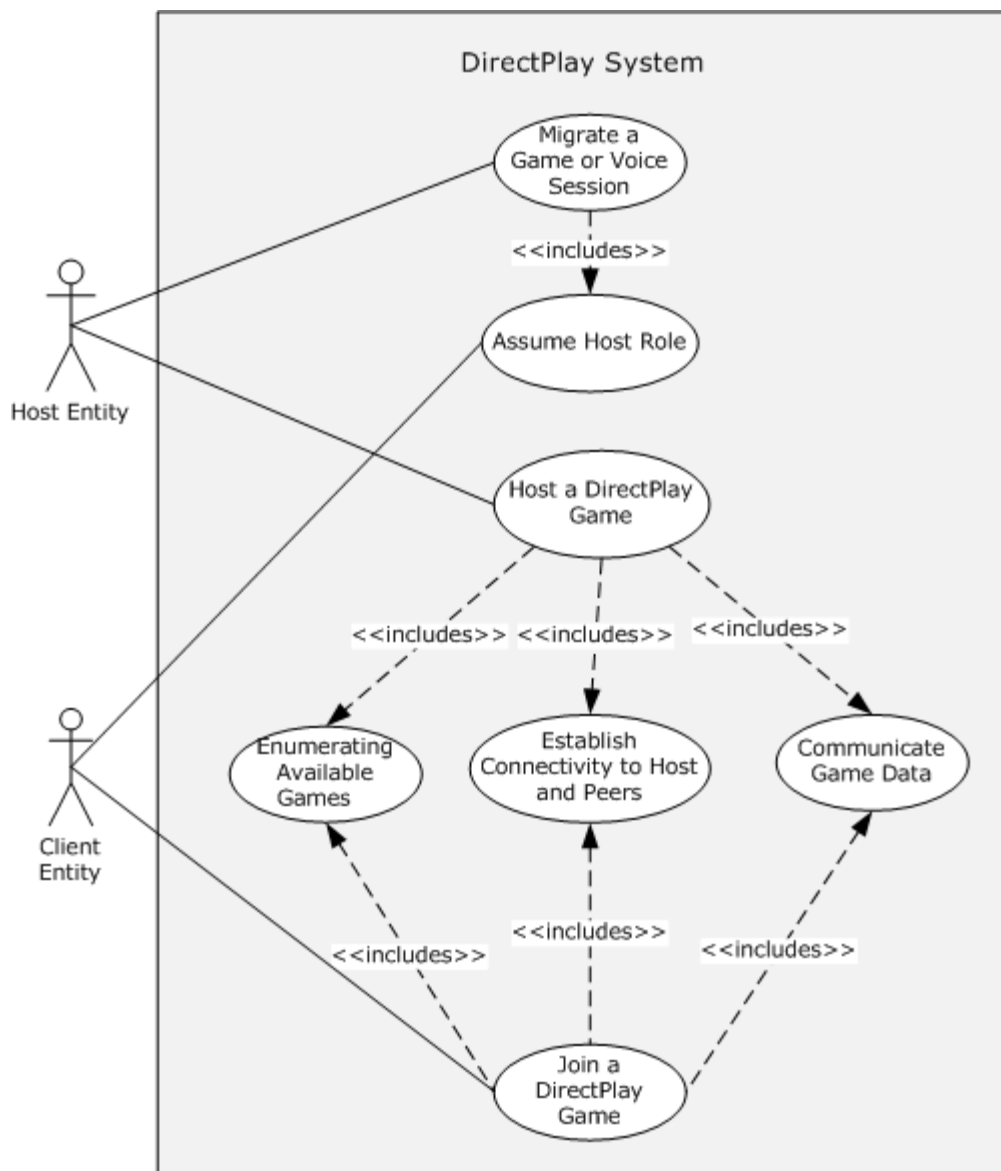 DirectPlay System
Migrate a
Game or Voice
Session
<<includes>>
Assume Host Role
Host Entity
Host a DirectPlay
Game
<<includes>>
<<includes>>
<<includes>>
Enumerating
Available
Games
Establish
Connectivity to Host
and Peers
Communicate
Game Data
Client
Entity
<<includes>>
<<includes>>
<<includes>>
Join a
DirectPlay
Game